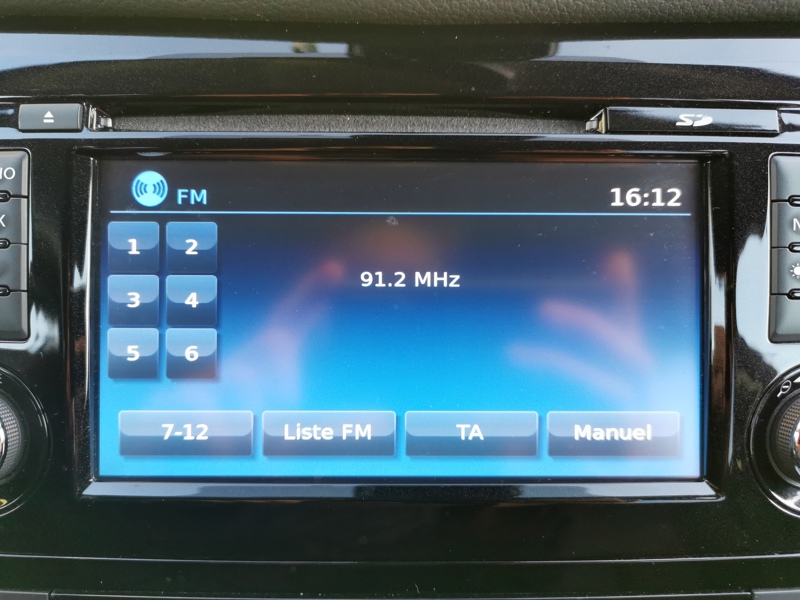 SD
FM
16:12
1 2
91.2 MHz
3 4
5 6
7-12 Liste FM TA Manuel